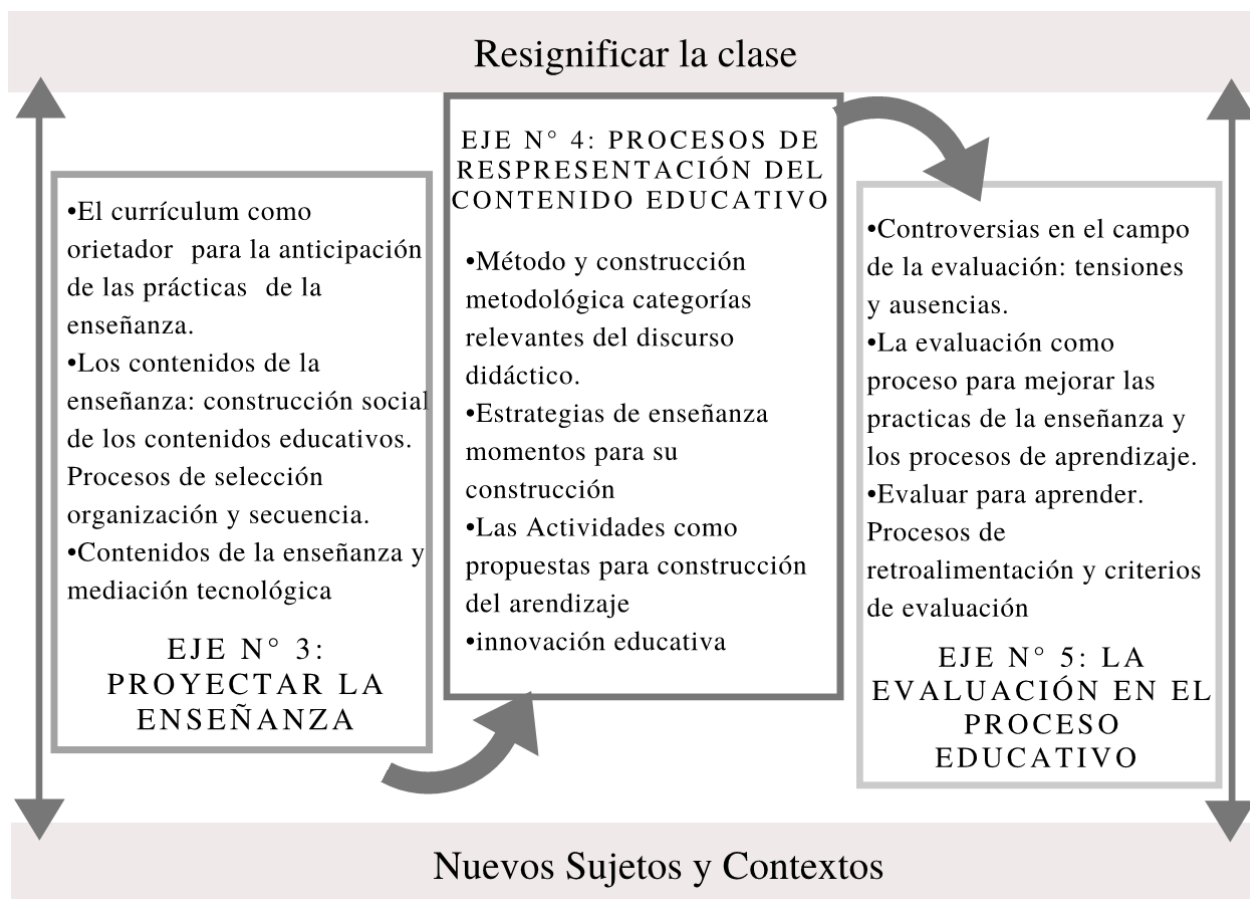 Resignificar la clase
•El currículum como
orietador para la anticipación
de las prácticas de la
enseñanza.
•Los contenidos de la
enseñanza: construcción social
de los contenidos educativos.
Procesos de selección
organización y secuencia.
•Contenidos de la enseñanza y
mediación tecnológica
EJE N° 3:
PROYECTAR LA
ENSEÑANZA
EJE N° 4: PROCESOS DE
RESPRESENTACIÓN DEL
CONTENIDO EDUCATIVO
•Método y construcción
metodológica categorías
relevantes del discurso
didáctico.
•Estrategias de enseñanza
momentos para su
construcción
•Las Actividades como
propuestas para construcción
del arendizaje
•innovación educativa
•Controversias en el campo
de la evaluación: tensiones
y ausencias.
•La evaluación como
proceso para mejorar las
practicas de la enseñanza y
los procesos de aprendizaje.
•Evaluar para aprender.
Procesos de
retroalimentación y criterios
de evaluación
EJE N° 5: LA
EVALUACIÓN EN EL
PROCESO
EDUCATIVO
Nuevos Sujetos y Contextos